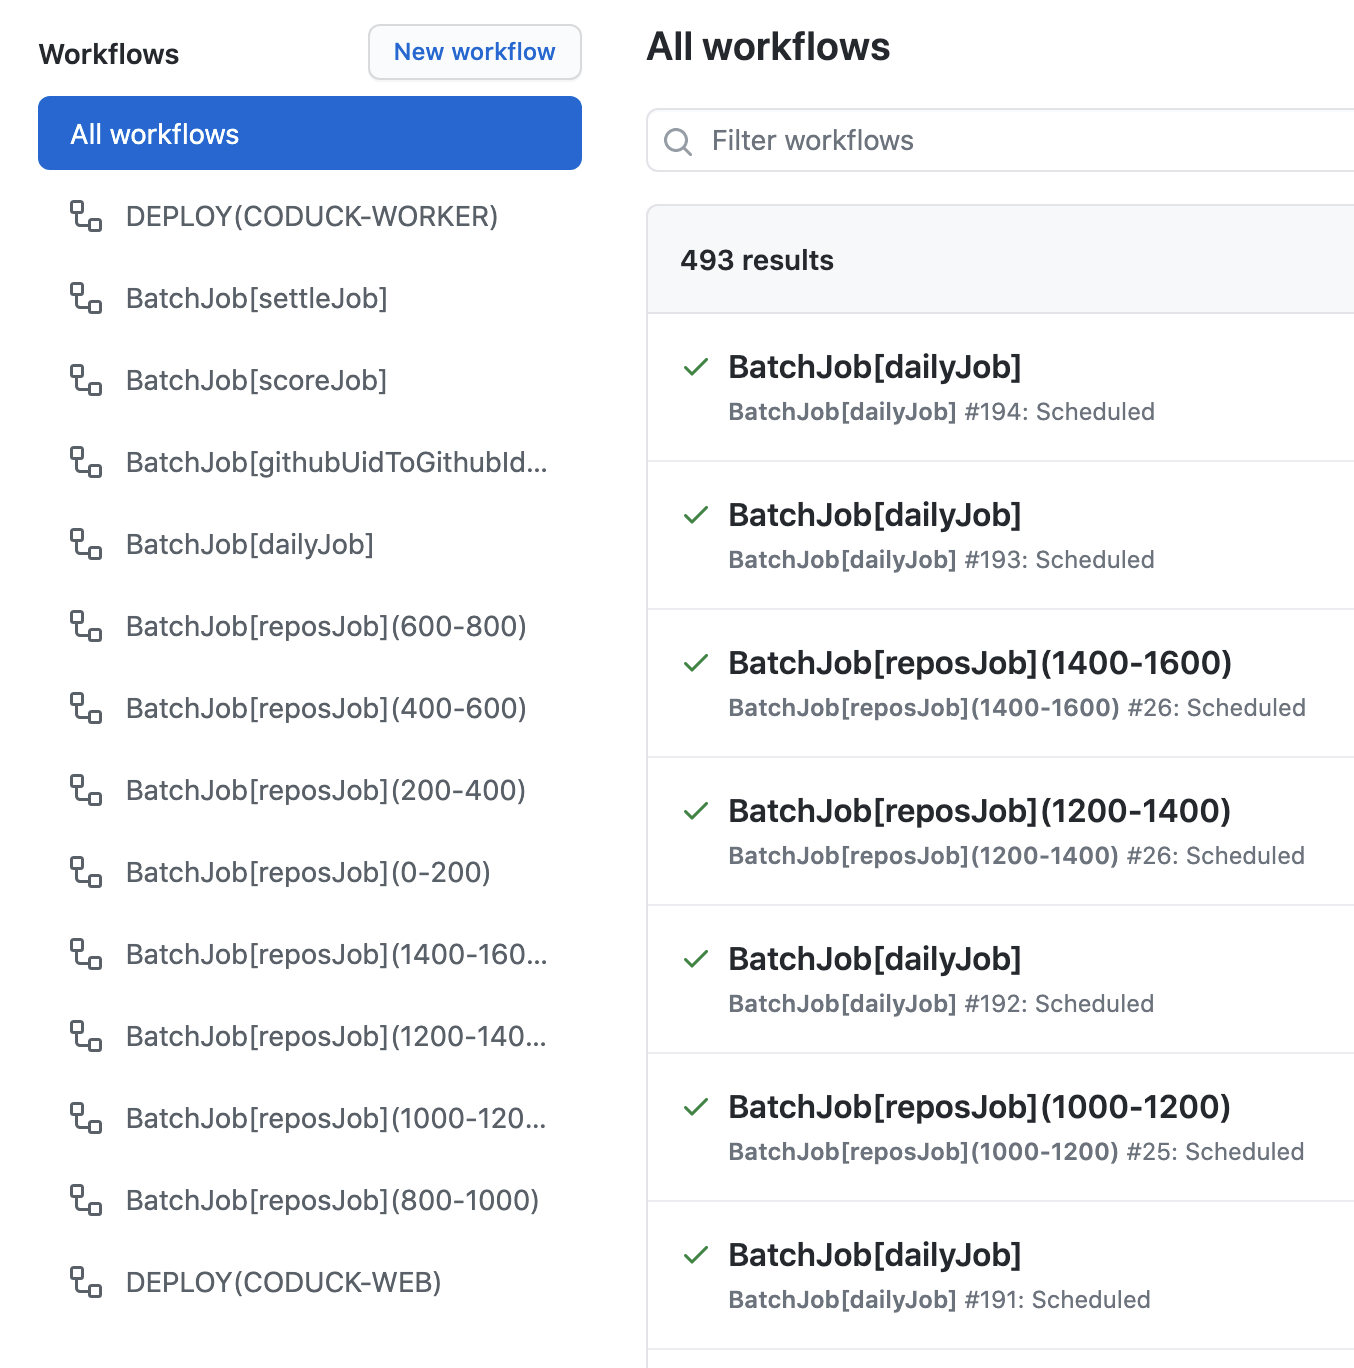 Workflows
New workflow
All workflows
DEPLOY(CODUCK-WORKER)
BatchJob[settleJob]
BatchJob[scoreJob]
BatchJob[githubUidToGithubId...
BatchJob[dailyJob]
BatchJob[reposJob](600-800)
BatchJob[reposJob](400-600)
BatchJob[reposJob](200-400)
BatchJob[reposJob](0-200)
BatchJob[reposJob](1400-160...
BatchJob[reposJob](1200-140...
BatchJob[reposJob](1000-120...
BatchJob[reposJob](800-1000)
DEPLOY(CODUCK-WEB)
All workflows
Filter workflows
493 results
BatchJob[dailyJob]
BatchJob[dailyJob] #194: Scheduled
BatchJob[dailyJob]
BatchJob[dailyJob] #193: Scheduled
BatchJob[reposJob](1400-1600)
BatchJob[reposJob](1400-1600) #26: Scheduled
BatchJob[reposJob](1200-1400)
BatchJob[reposJob](1200-1400) #26: Scheduled
BatchJob[dailyJob]
BatchJob[dailyJob] #192: Scheduled
BatchJob[reposJob](1000-1200)
BatchJob[reposJob](1000-1200) #25: Scheduled
BatchJob[dailyJob]
BatchJob[dailyJob] #191: Scheduled